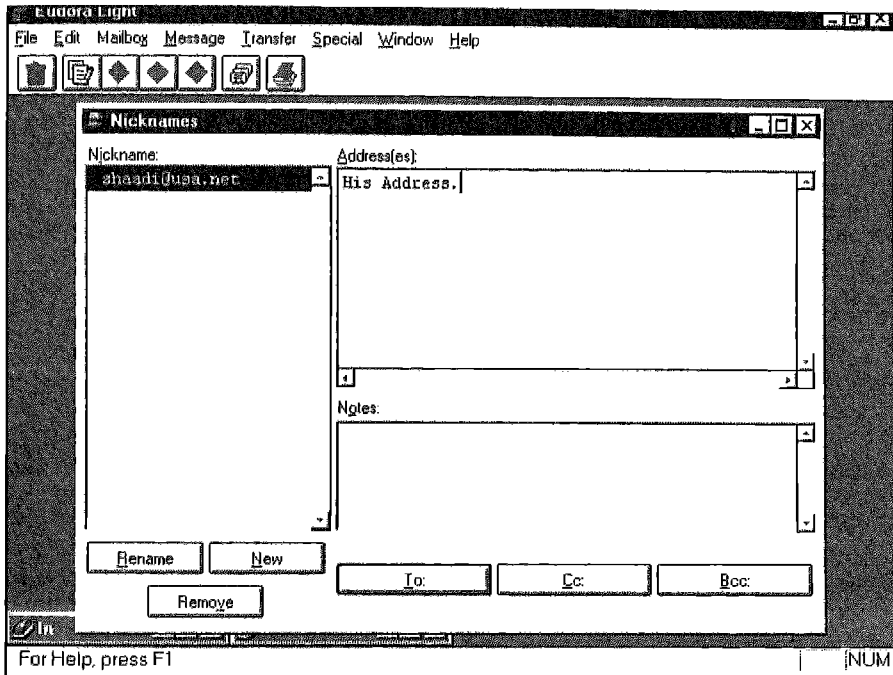 Eudora Light
File Edit Mailbox Message Transfer Special Window Help
Nicknames
Nickname:
Address(es):
shaadi@usa.net
His Address.
Notes:
Rename New
Remove
To: Cc: Bcc:
In
For Help, press F1 NUM